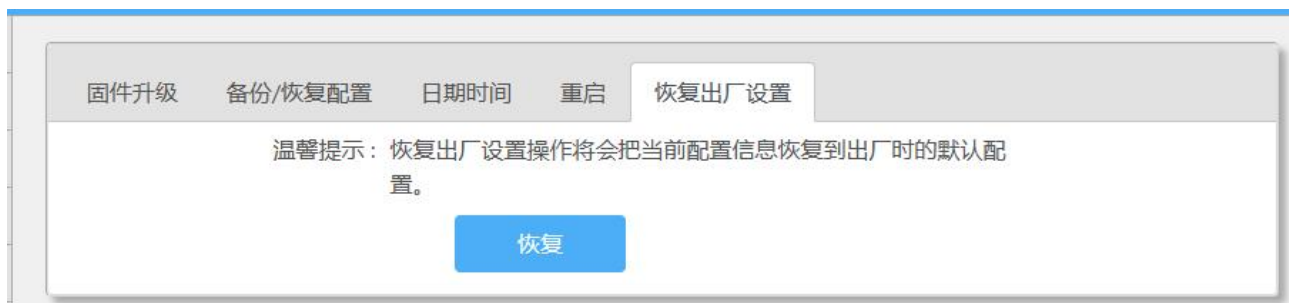 固件升级 备份/恢复配置 日期时间 重启 恢复出厂设置
温馨提示：恢复出厂设置操作将会把当前配置信息恢复到出厂时的默认配
置。
恢复